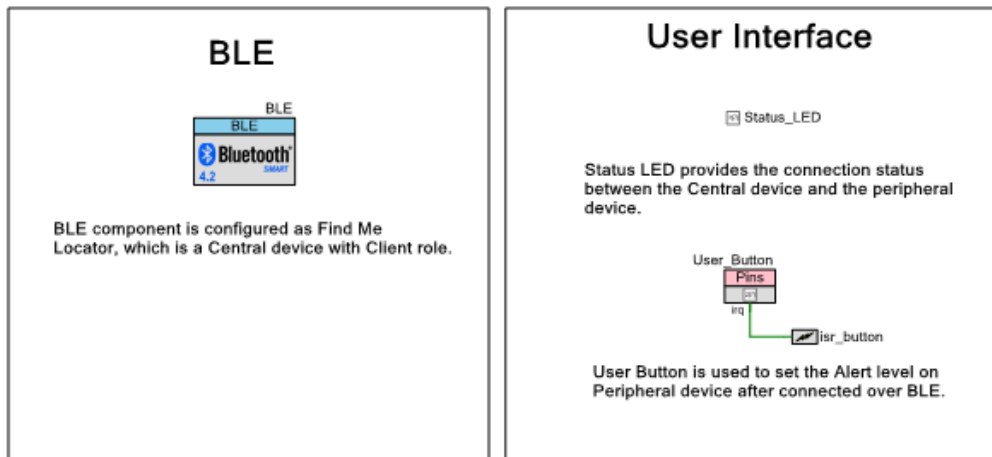 BLE
BLE
BLE
Bluetooth
SMART
4.2
BLE component is configured as Find Me
Locator, which is a Central device with Client role.
User Interface
Status_LED
Status LED provides the connection status
between the Central device and the peripheral
device.
User_Button
Pins
irq
isr_button
User Button is used to set the Alert level on
Peripheral device after connected over BLE.